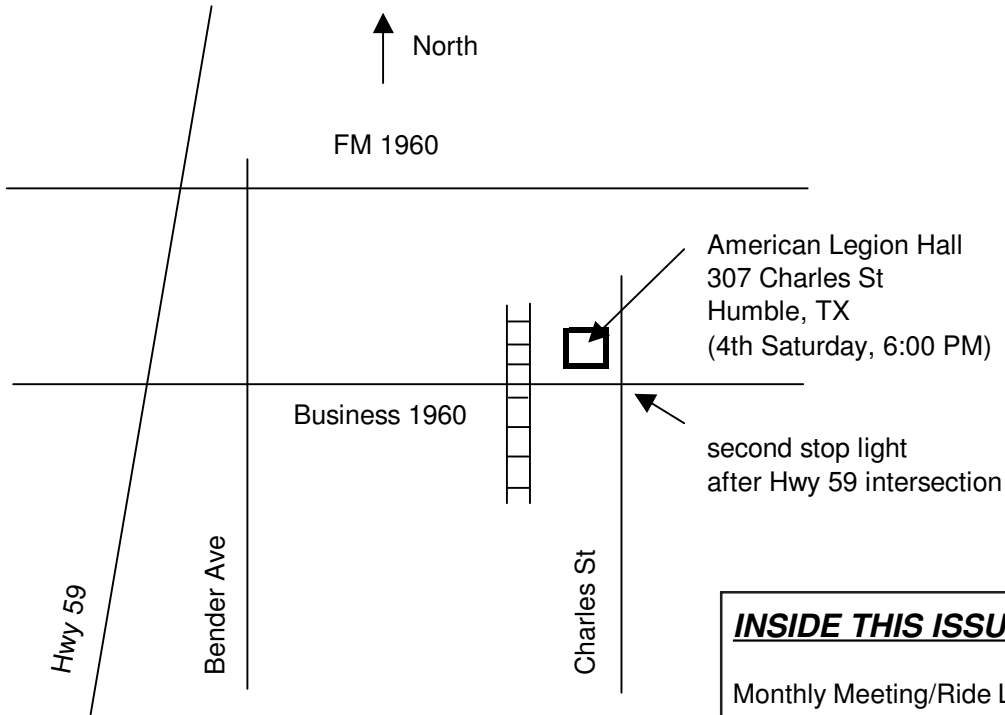 North
FM 1960
American Legion Hall
307 Charles St
Humble, TX
(4th Saturday, 6:00 PM)
Business 1960
second stop light
after Hwy 59 intersection
Hwy 59
Bender Ave
Charles St
INSIDE THIS ISSU
Monthly Meeting/Ride L